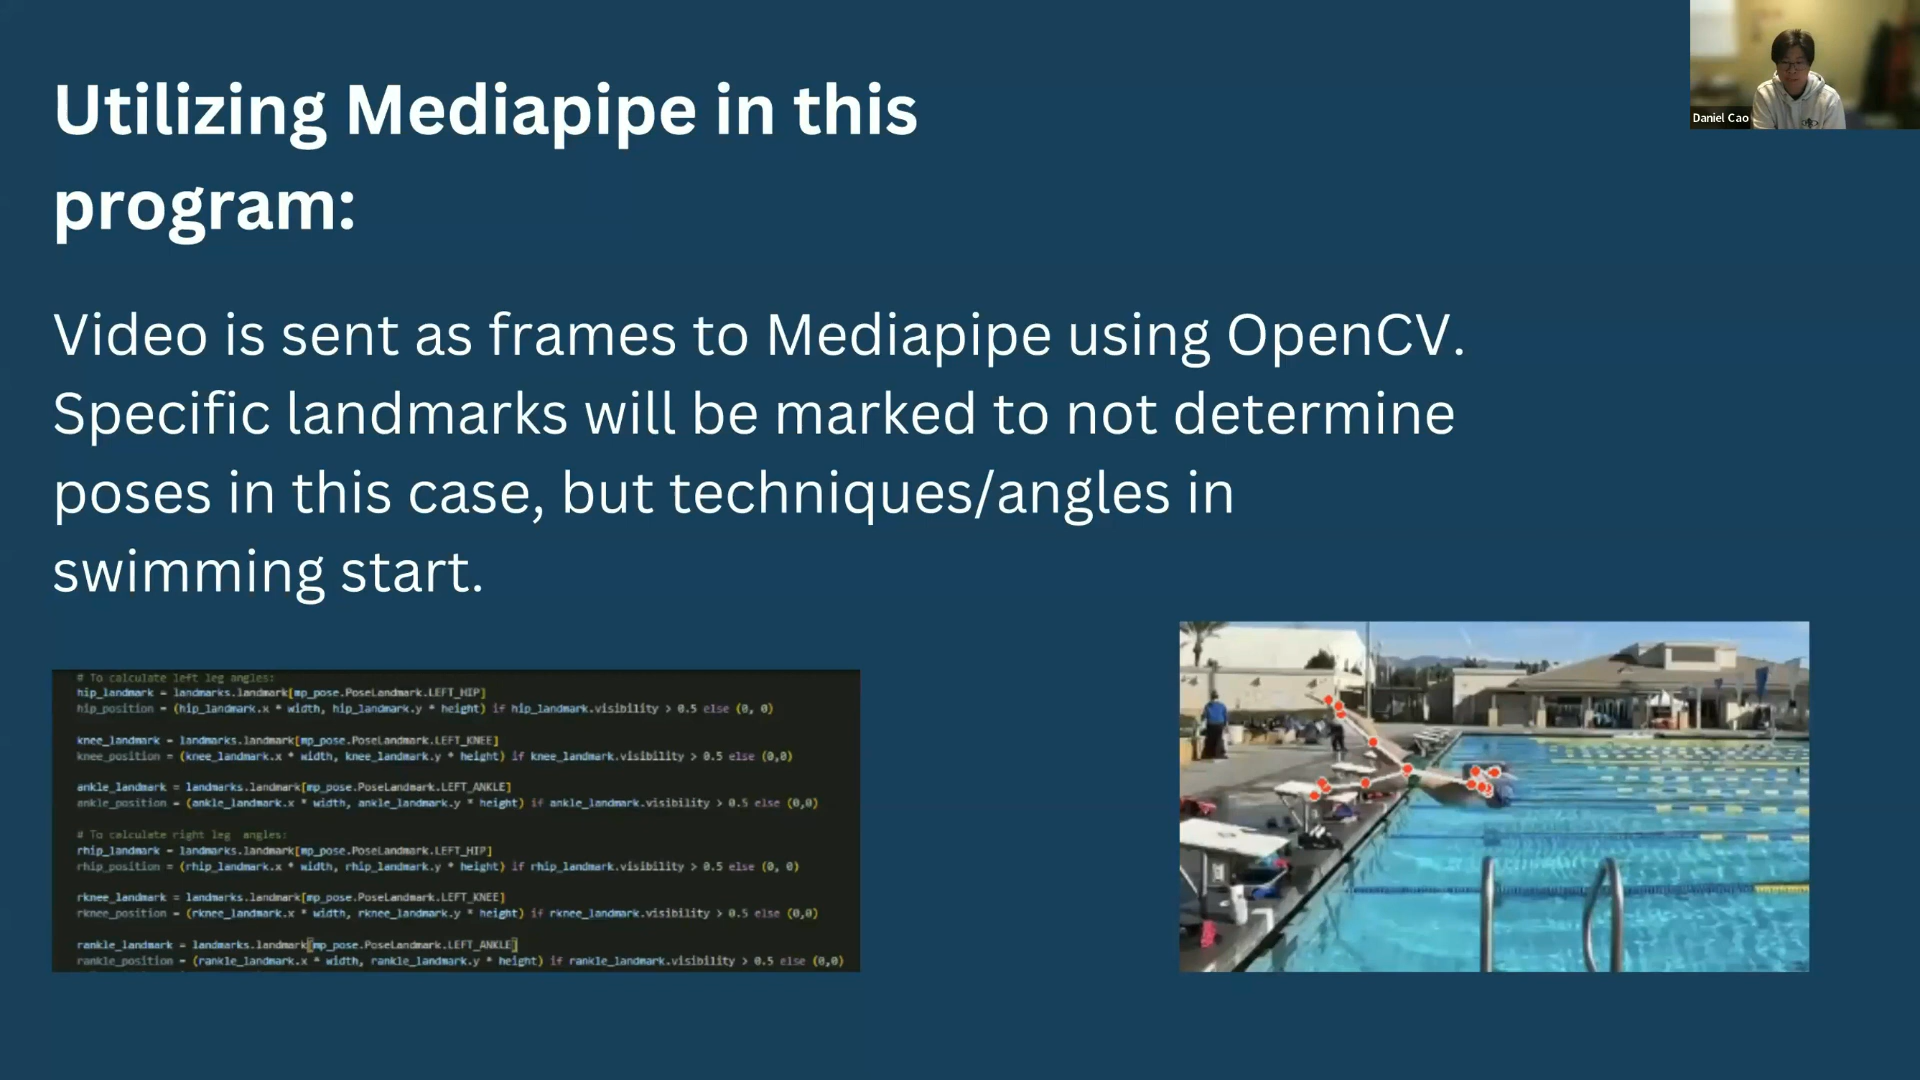 Utilizing Mediapipe in this
program:
Daniel Cao
Video is sent as frames to Mediapipe using OpenCV.
Specific landmarks will be marked to not determine
poses in this case, but techniques/angles in
swimming start.
# To calculate left leg angles:
hip_landmark = landmarks.landmark[mp_pose.PoseLandmark.LEFT_HIP]
hip_position = (hip_landmark.x * width, hip_landmark.y * height) if hip_landmark.visibility > 0.5 else (0, 0)
knee_landmark = landmarks.landmark[mp_pose.PoseLandmark.LEFT_KNEE]
knee_position = (knee_landmark.x * width, knee_landmark.y * height) if knee_landmark.visibility > 0.5 else (0,0)
ankle_landmark = landmarks.landmark[mp_pose.PoseLandmark.LEFT_ANKLE]
ankle_position = (ankle_landmark.x * width, ankle_landmark.y * height) if ankle_landmark.visibility > 0.5 else (0,0)
# To calculate right leg  angles:
rhip_landmark = landmarks.landmark[mp_pose.PoseLandmark.LEFT_HIP]
rhip_position = (rhip_landmark.x * width, rhip_landmark.y * height) if rhip_landmark.visibility > 0.5 else (0, 0)
rknee_landmark = landmarks.landmark[mp_pose.PoseLandmark.LEFT_KNEE]
rknee_position = (rknee_landmark.x * width, rknee_landmark.y * height) if rknee_landmark.visibility > 0.5 else (0,0)
rankle_landmark = landmarks.landmark[mp_pose.PoseLandmark.LEFT_ANKLE]
rankle_position = (rankle_landmark.x * width, rankle_landmark.y * height) if rankle_landmark.visibility > 0.5 else (0,0)